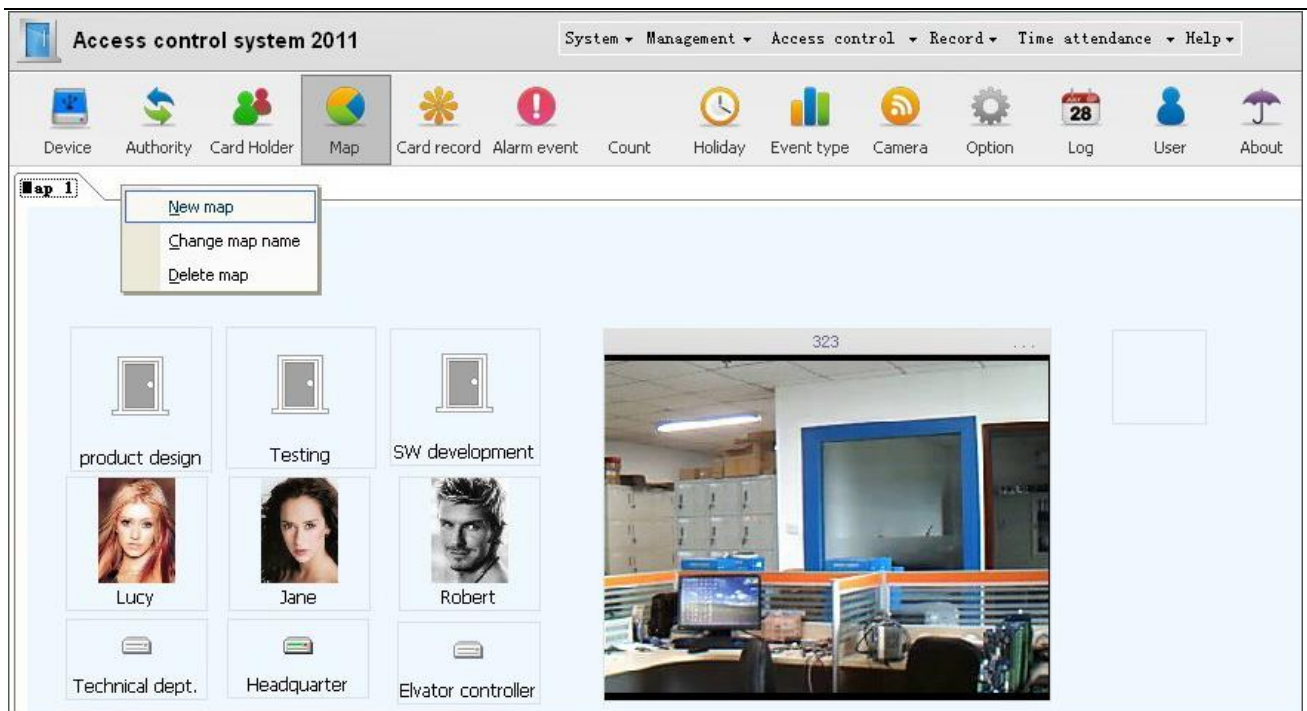 Access control system 2011
System Management Access control Record Time attendance Help
Device Authority Card Holder Map Card record Alarm event Count Holiday Event type Camera Option Log User About
JULY
28
Map 1
New map
Change map name
Delete map
323 ...
product design Testing SW development
Lucy Jane Robert
Technical dept. Headquarter Elvator controller